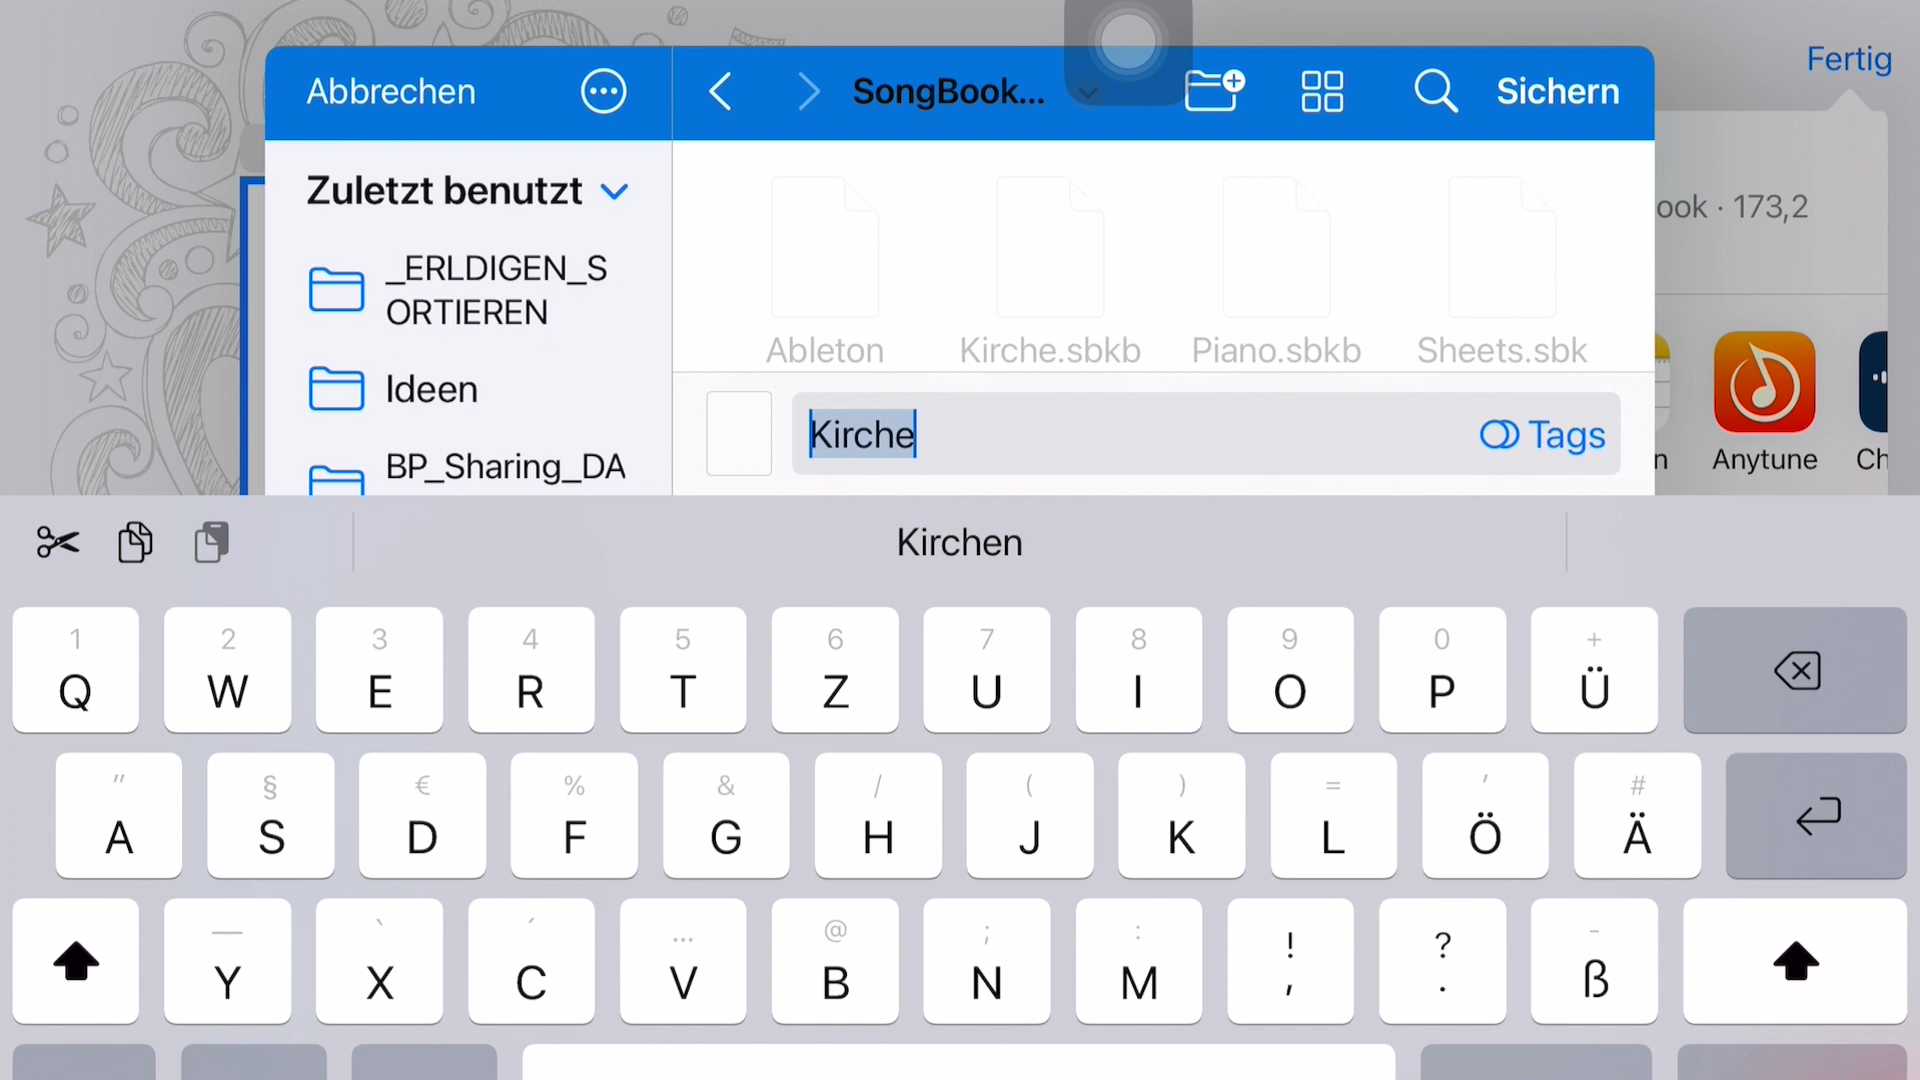 Fertig
Abbrechen
SongBook...
Sichern
Zuletzt benutzt
_ERLDIGEN_S
ORTIEREN
Ideen
BP_Sharing_DA
Ableton
Kirche.sbkb
Piano.sbkb
Sheets.sbk
Kirche
Tags
ook · 173,2
n
Anytune
Ch
Kirchen
1 2 3 4 5 6 7 8 9 0 +
Q W E R T Z U I O P Ü
" § € % & / ( ) = ′ #
A S D F G H J K L Ö Ä
— ` ´ ... @ ; : ! ? -
Y X C V B N M , . ß